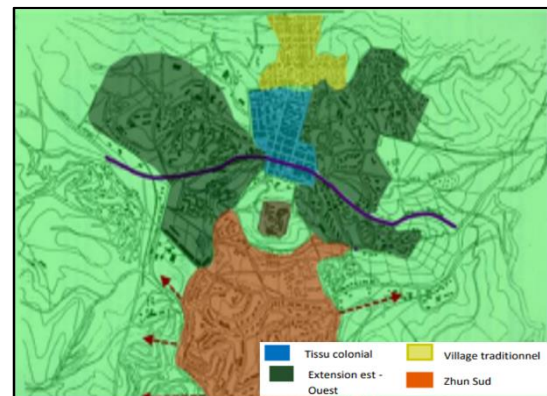 Tissu colonial
Village traditionnel
Extension est -
Ouest
Zhun Sud